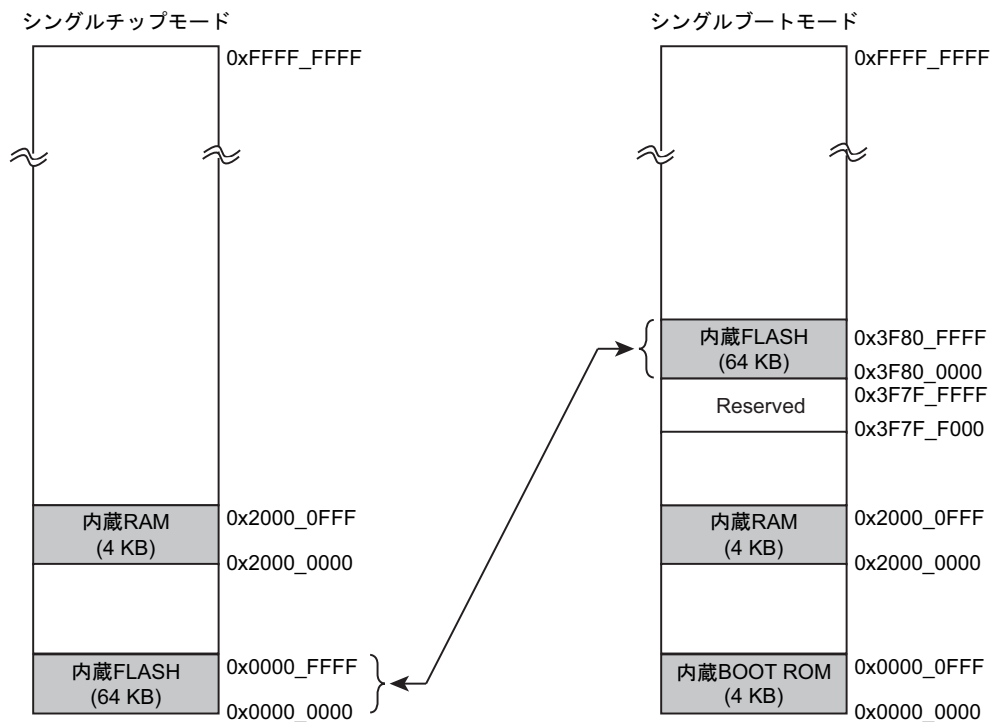 シングルチップモード
0xFFFF_FFFF
内蔵RAM
(4 KB)
0x2000_0FFF
0x2000_0000
内蔵FLASH
(64 KB)
0x0000_FFFF
0x0000_0000
シングルブートモード
0xFFFF_FFFF
内蔵FLASH
(64 KB)
0x3F80_FFFF
0x3F80_0000
Reserved
0x3F7F_FFFF
0x3F7F_F000
内蔵RAM
(4 KB)
0x2000_0FFF
0x2000_0000
内蔵BOOT ROM
(4 KB)
0x0000_0FFF
0x0000_0000